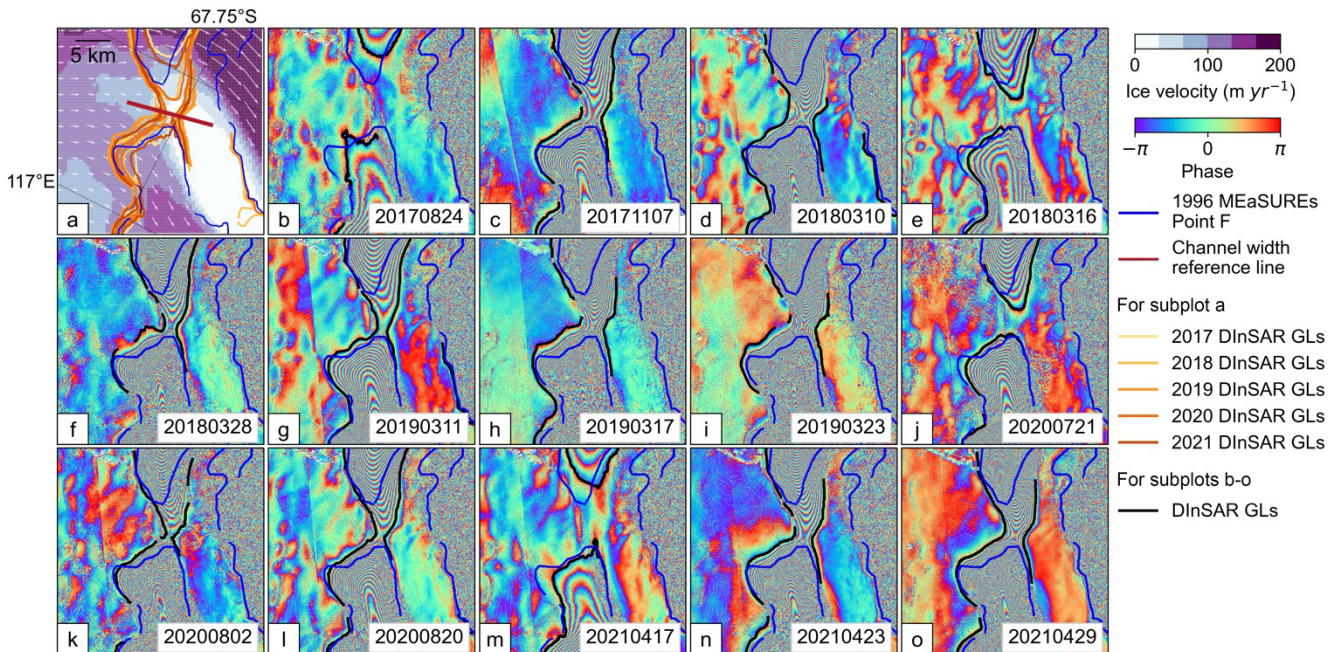 67.75°S
5 km
117°E
a
b
20170824
c
20171107
d
20180310
e
20180316
f
20180328
g
20190311
h
20190317
i
20190323
j
20200721
k
20200802
l
20200820
m
20210417
n
20210423
o
20210429
0 100 200
Ice velocity (m yr⁻¹)
−π 0 π
Phase
1996 MEaSUREs
Point F
Channel width
reference line
For subplot a
2017 DInSAR GLs
2018 DInSAR GLs
2019 DInSAR GLs
2020 DInSAR GLs
2021 DInSAR GLs
For subplots b-o
DInSAR GLs